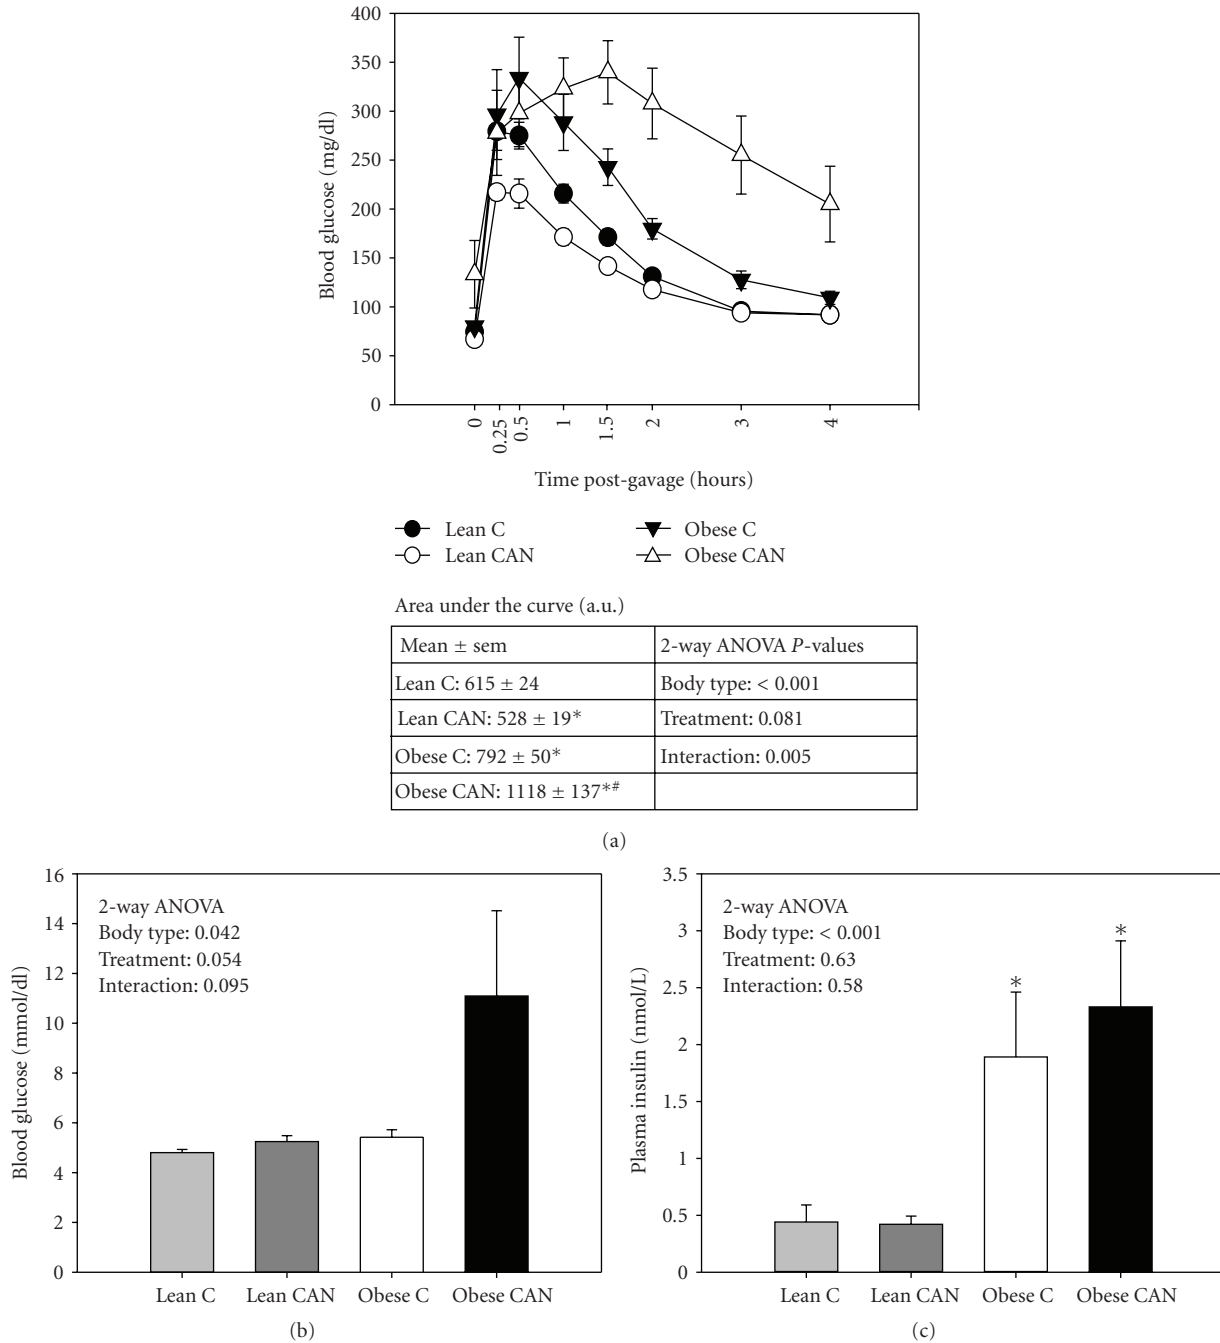 400
350
300
250
200
150
100
50
0
Blood glucose (mg/dl)
0 0.25 0.5 1 1.5 2 3 4
Time post-gavage (hours)
Lean C Obese C
Lean CAN Obese CAN
Area under the curve (a.u.)
Mean ± sem 2-way ANOVA P-values
Lean C: 615 ± 24 Body type: < 0.001
Lean CAN: 528 ± 19* Treatment: 0.081
Obese C: 792 ± 50* Interaction: 0.005
Obese CAN: 1118 ± 137*#
(a)
16
14
12
10
8
6
4
2
0
Blood glucose (mmol/dl)
2-way ANOVA
Body type: 0.042
Treatment: 0.054
Interaction: 0.095
Lean C Lean CAN Obese C Obese CAN
(b)
3.5
3
2.5
2
1.5
1
0.5
0
Plasma insulin (nmol/L)
2-way ANOVA
Body type: < 0.001
Treatment: 0.63
Interaction: 0.58
*
*
Lean C Lean CAN Obese C Obese CAN
(c)